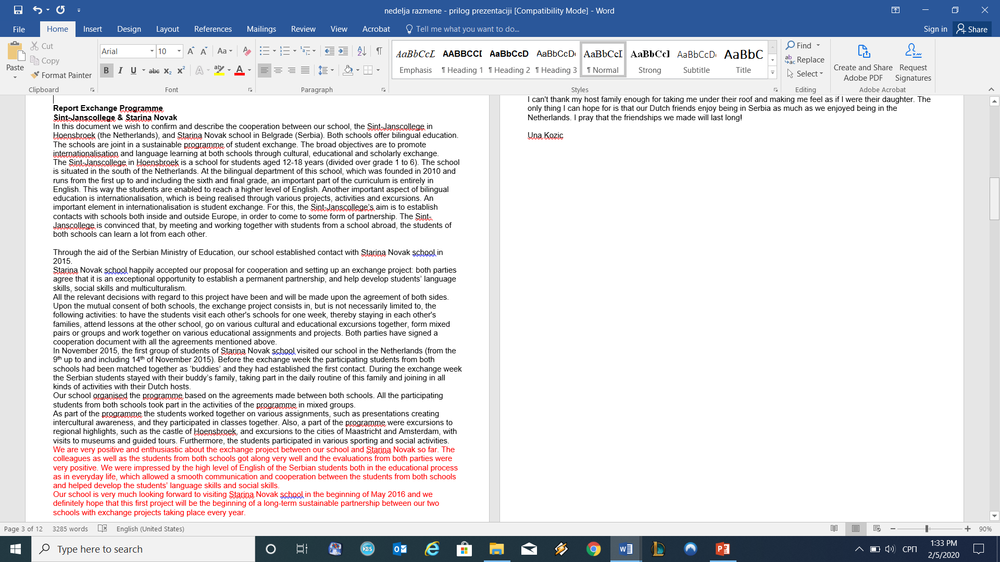 nedelja razmene - prilog prezentaciji [Compatibility Mode] - Word
File Home Insert Design Layout References Mailings Review View Acrobat Tell me what you want to do... Sign in Share
Paste
Cut
Copy
Format Painter
Clipboard
Arial 10
Font
Paragraph
AaBbCcL AABBCCI AaBbCcD AaBbCcDc AaBbCcI AaBbCcl AaBbCcDc AaBbC
Emphasis ¶ Heading 1 ¶ Heading 2 ¶ Heading 3 ¶ Normal Strong Subtitle Title
Styles
Find
Replace
Select
Editing
Create and Share
Adobe PDF
Request
Signatures
Adobe Acrobat
Report Exchange Programme
Sint-Janscollege & Starina Novak
In this document we wish to confirm and describe the cooperation between our school, the Sint-Janscollege in
Hoensbroek (the Netherlands), and Starina Novak school in Belgrade (Serbia). Both schools offer bilingual education.
The schools are joint in a sustainable programme of student exchange. The broad objectives are to promote
internationalisation and language learning at both schools through cultural, educational and scholarly exchange.
The Sint-Janscollege in Hoensbroek is a school for students aged 12-18 years (divided over grade 1 to 6). The school
is situated in the south of the Netherlands. At the bilingual department of this school, which was founded in 2010 and
runs from the first up to and including the sixth and final grade, an important part of the curriculum is entirely in
English. This way the students are enabled to reach a higher level of English. Another important aspect of bilingual
education is internationalisation, which is being realised through various projects, activities and excursions. An
important element in internationalisation is student exchange. For this, the Sint-Janscollege's aim is to establish
contacts with schools both inside and outside Europe, in order to come to some form of partnership. The Sint-
Janscollege is convinced that, by meeting and working together with students from a school abroad, the students of
both schools can learn a lot from each other.
Through the aid of the Serbian Ministry of Education, our school established contact with Starina Novak school in
2015.
Starina Novak school happily accepted our proposal for cooperation and setting up an exchange project: both parties
agree that it is an exceptional opportunity to establish a permanent partnership, and help develop students' language
skills, social skills and multiculturalism.
All the relevant decisions with regard to this project have been and will be made upon the agreement of both sides.
Upon the mutual consent of both schools, the exchange project consists in, but is not necessarily limited to, the
following activities: to have the students visit each other's schools for one week, thereby staying in each other's
families, attend lessons at the other school, go on various cultural and educational excursions together, form mixed
pairs or groups and work together on various educational assignments and projects. Both parties have signed a
cooperation document with all the agreements mentioned above.
In November 2015, the first group of students of Starina Novak school visited our school in the Netherlands (from the
9th up to and including 14th of November 2015). Before the exchange week the participating students from both
schools had been matched together as ‘buddies’ and they had established the first contact. During the exchange week
the Serbian students stayed with their buddy's family, taking part in the daily routine of this family and joining in all
kinds of activities with their Dutch hosts.
Our school organised the programme based on the agreements made between both schools. All the participating
students from both schools took part in the activities of the programme in mixed groups.
As part of the programme the students worked together on various assignments, such as presentations creating
intercultural awareness, and they participated in classes together. Also, a part of the programme were excursions to
regional highlights, such as the castle of Hoensbroek, and excursions to the cities of Maastricht and Amsterdam, with
visits to museums and guided tours. Furthermore, the students participated in various sporting and social activities.
We are very positive and enthusiastic about the exchange project between our school and Starina Novak so far. The
colleagues as well as the students from both schools got along very well and the evaluations from both parties were
very positive. We were impressed by the high level of English of the Serbian students both in the educational process
as in everyday life, which allowed a smooth communication and cooperation between the students from both schools
and helped develop the students' language skills and social skills.
Our school is very much looking forward to visiting Starina Novak school in the beginning of May 2016 and we
definitely hope that this first project will be the beginning of a long-term sustainable partnership between our two
schools with exchange projects taking place every year.
I can't thank my host family enough for taking me under their roof and making me feel as if I were their daughter. The
only thing I can hope for is that our Dutch friends enjoy being in Serbia as much as we enjoyed being in the
Netherlands. I pray that the friendships we made will last long!
Una Kozic
Page 3 of 12 3285 words English (United States) 90%
Type here to search
СРП
1:33 PM
2/5/2020